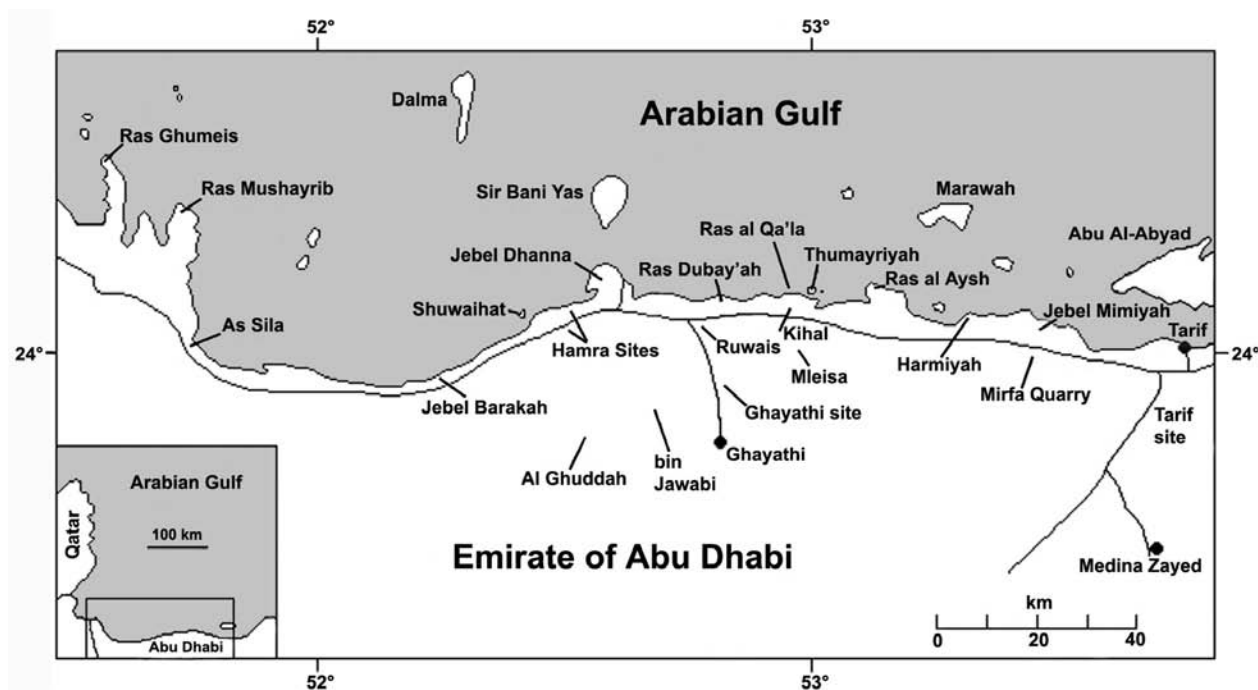 52°
53°
Dalma
Arabian Gulf
Ras Ghumeis
Ras Mushayrib
Sir Bani Yas
Marawah
Ras al Qa'la
Abu Al-Abyad
Jebel Dhanna
Thumayriyah
Ras Dubay'ah
Ras al Aysh
Shuwaihat
Jebel Mimiyah
As Sila
Tarif
24°
24°
Hamra Sites
Ruwais
Kihal
Harmiyah
Mleisa
Mirfa Quarry
Jebel Barakah
Ghayathi site
Tarif
site
Ghayathi
bin
Jawabi
Al Ghuddah
Arabian Gulf
Qatar
100 km
Emirate of Abu Dhabi
Medina Zayed
km
0
20
40
Abu Dhabi
52°
53°